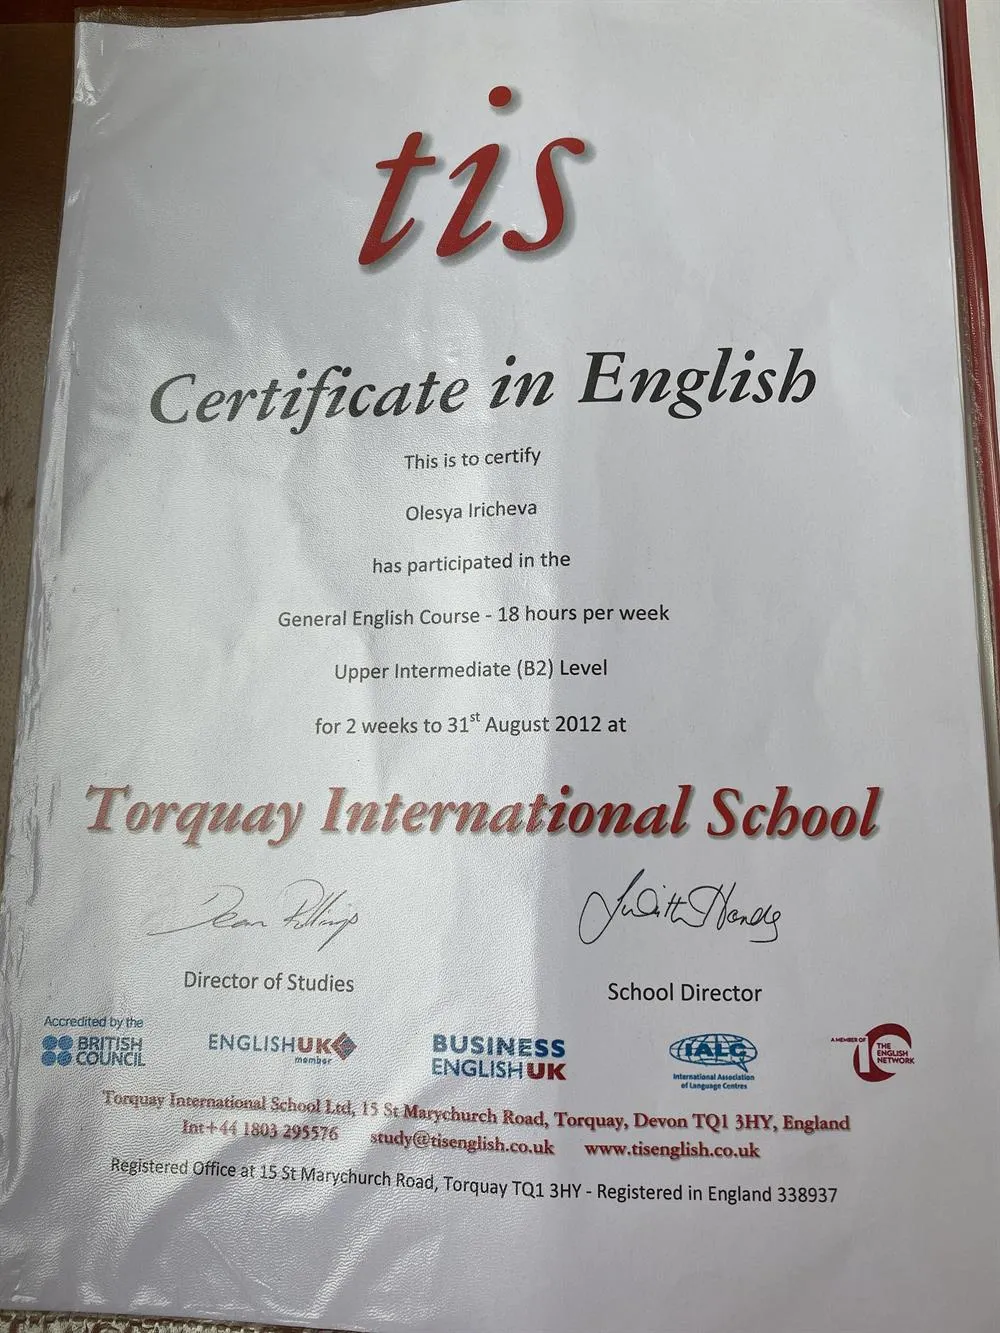 tis
Certificate in English
This is to certify
Olesya Iricheva
has participated in the
General English Course - 18 hours per week
Upper Intermediate (B2) Level
for 2 weeks to 31st August 2012 at
Torquay International School
Judith Hands
Director of Studies
School Director
Accredited by the
BRITISH
COUNCIL
ENGLISHUK
member
BUSINESS
ENGLISHUK
IALC
International Association
of Language Centres
A MEMBER OF
THE
ENGLISH
NETWORK
Torquay International School Ltd, 15 St Marychurch Road, Torquay, Devon TQ1 3HY, England
Int+44 1803 295576 study@tisenglish.co.uk www.tisenglish.co.uk
Registered Office at 15 St Marychurch Road, Torquay TQ1 3HY - Registered in England 338937